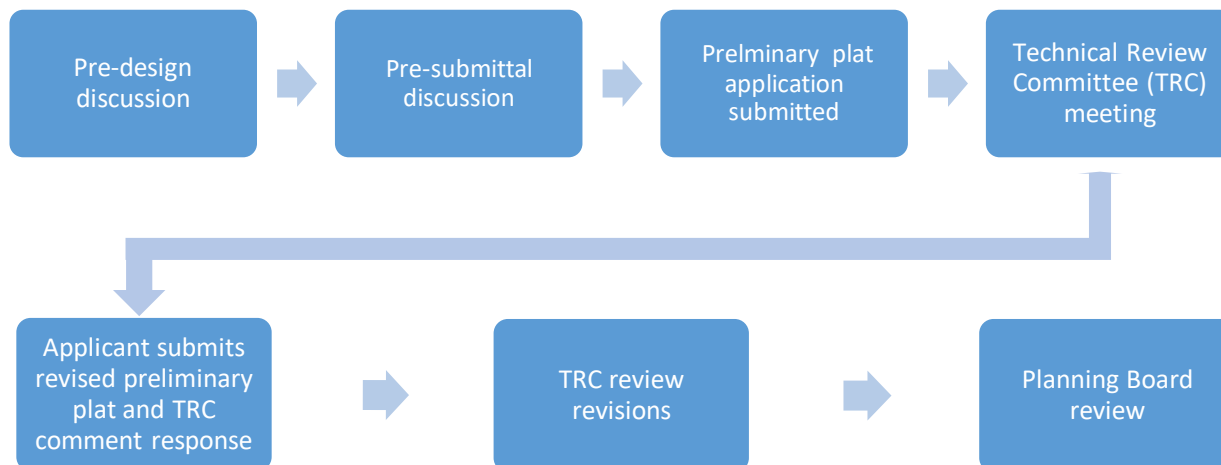 Pre-design
discussion
Pre-submittal
discussion
Prelminary plat
application
submitted
Technical Review
Committee (TRC)
meeting
Applicant submits
revised preliminary
plat and TRC
comment response
TRC review
revisions
Planning Board
review